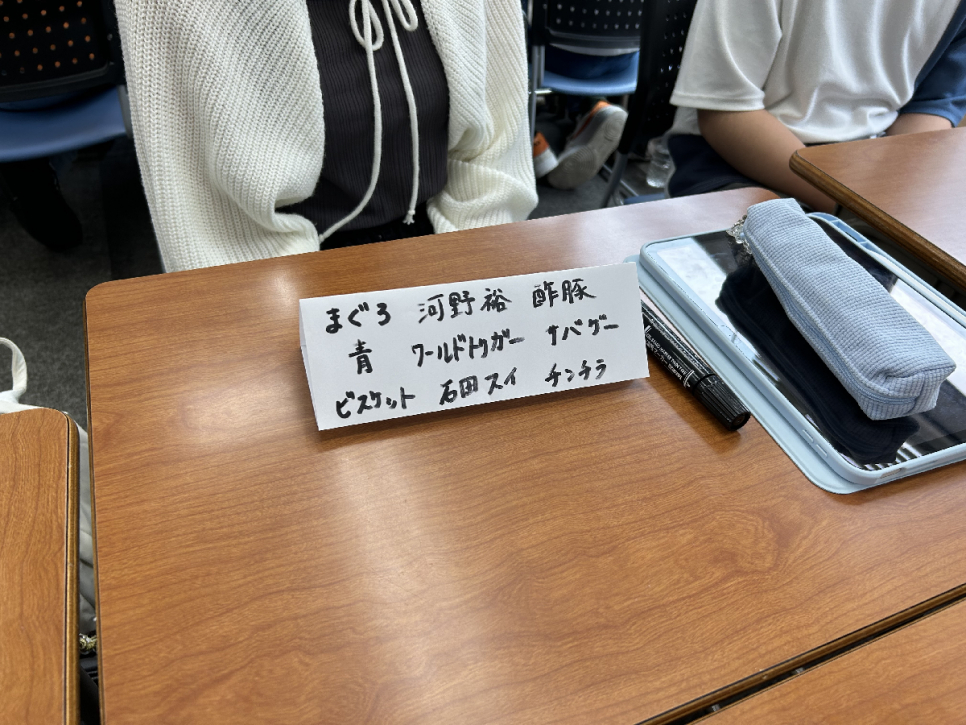 まぐろ 河野裕 酢豚
青 ワールドトリガー サバゲー
ビスケット 石田スイ チンチラ